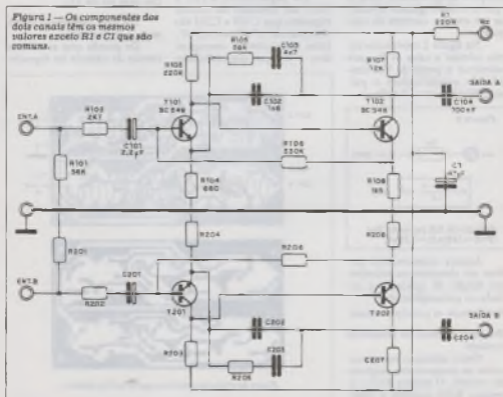 Figura 1 — Os componentes dos
dois canais têm os mesmos
valores exceto R1 e C1 que são
comuns.
R1
220R
Vcc
R105
56k
C103
4n7
R103
220K
R107
12k
SAÍDA A
T101
BC549
C102
1n8
T102
BC548
C104
100nF
ENT.A
R102
2K7
C101
2,2µF
R106
220K
R101
56K
R104
680
R108
1k5
C1
47µF
R201
R204
R208
R206
ENT.B
R202
C201
T201
T202
C202
SAÍDA B
C204
R203
C203
R205
C207